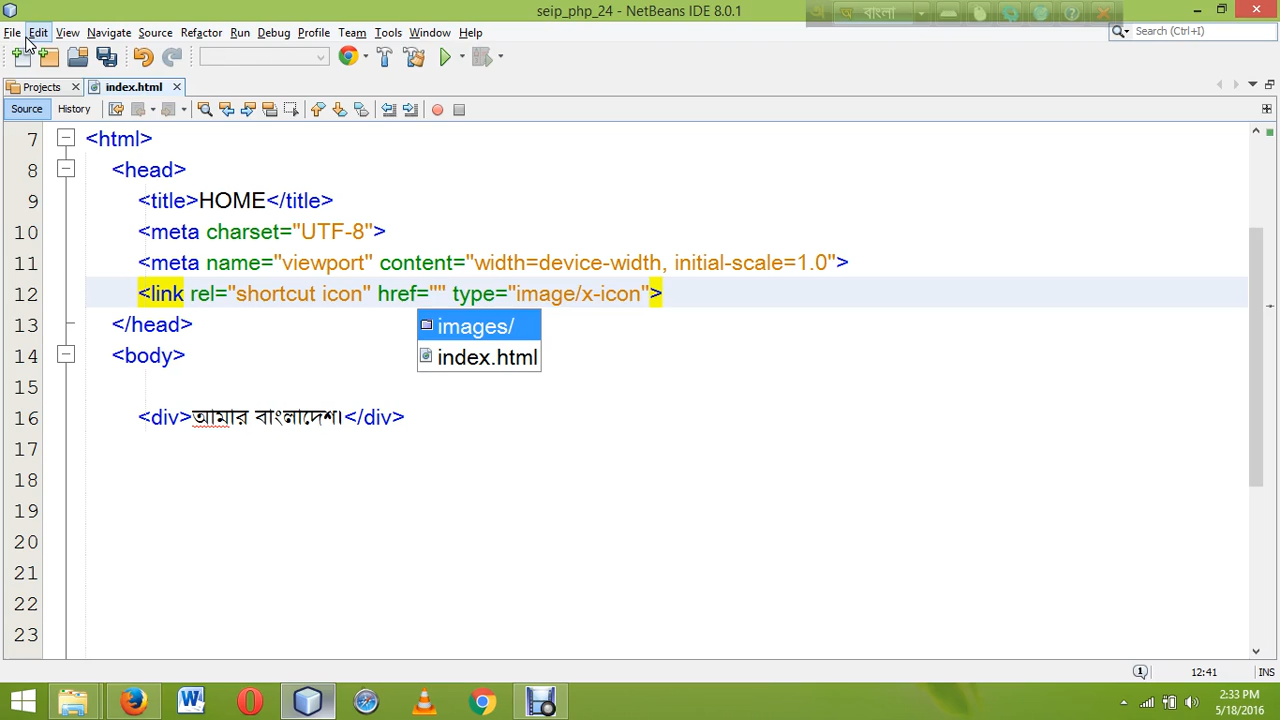 seip_php_24 - NetBeans IDE 8.0.1
অ বাংলা
File Edit View Navigate Source Refactor Run Debug Profile Team Tools Window Help
Search (Ctrl+I)
Projects index.html
Source History
7 <html>
8 <head>
9 <title>HOME</title>
10 <meta charset="UTF-8">
11 <meta name="viewport" content="width=device-width, initial-scale=1.0">
12 <link rel="shortcut icon" href="" type="image/x-icon">
13 </head>
images/
14 <body>
index.html
15
16 <div>আমার বাংলাদেশ।</div>
17
18
19
20
21
22
23
1 12:41 INS
2:33 PM
5/18/2016